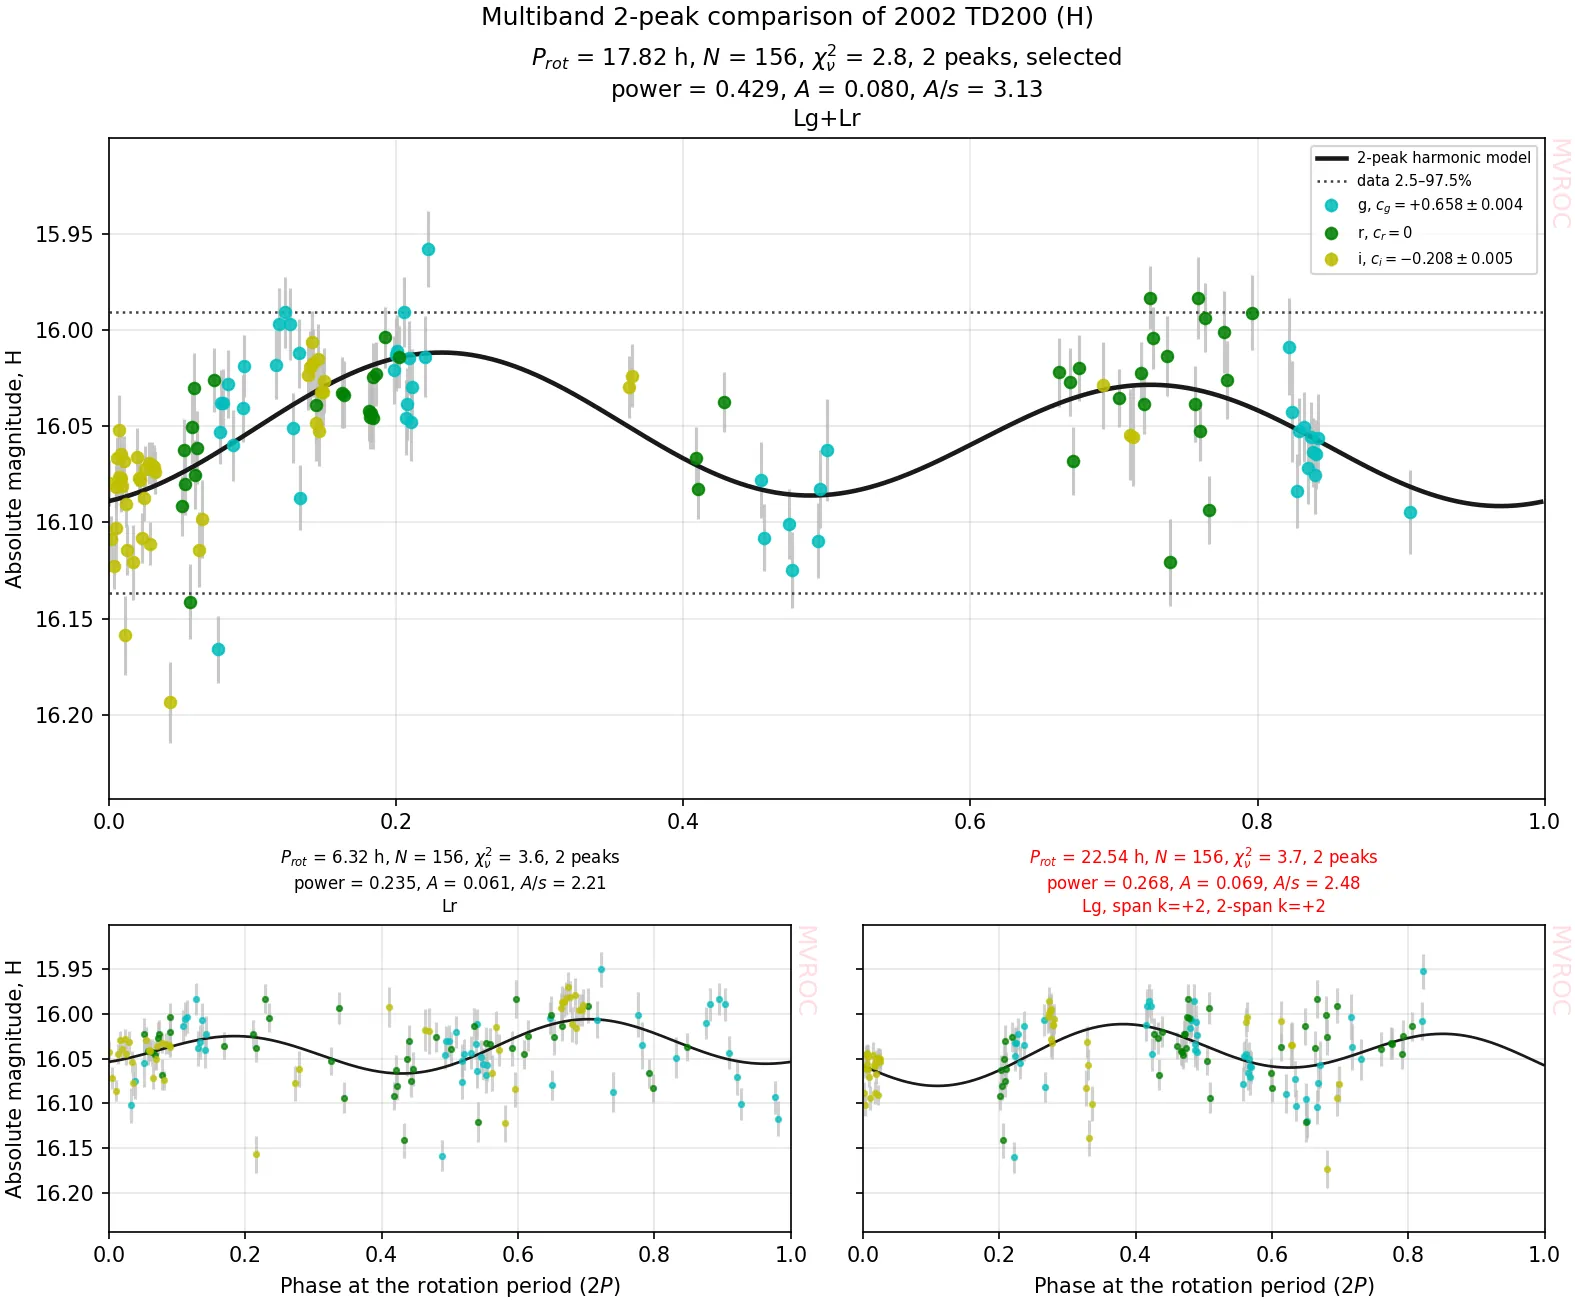 Multiband 2-peak comparison of 2002 TD200 (H)
P_rot = 17.82 h, N = 156, χ²_ν = 2.8, 2 peaks, selected
power = 0.429, A = 0.080, A/s = 3.13
Lg+Lr
2-peak harmonic model
data 2.5–97.5%
g, c_g = +0.658 ± 0.004
r, c_r = 0
i, c_i = −0.208 ± 0.005
MVROC
Absolute magnitude, H
15.95
16.00
16.05
16.10
16.15
16.20
0.0 0.2 0.4 0.6 0.8 1.0
P_rot = 6.32 h, N = 156, χ²_ν = 3.6, 2 peaks
power = 0.235, A = 0.061, A/s = 2.21
Lr
MVROC
Absolute magnitude, H
15.95
16.00
16.05
16.10
16.15
16.20
0.0 0.2 0.4 0.6 0.8 1.0
Phase at the rotation period (2P)
P_rot = 22.54 h, N = 156, χ²_ν = 3.7, 2 peaks
power = 0.268, A = 0.069, A/s = 2.48
Lg, span k=+2, 2-span k=+2
MVROC
0.0 0.2 0.4 0.6 0.8 1.0
Phase at the rotation period (2P)